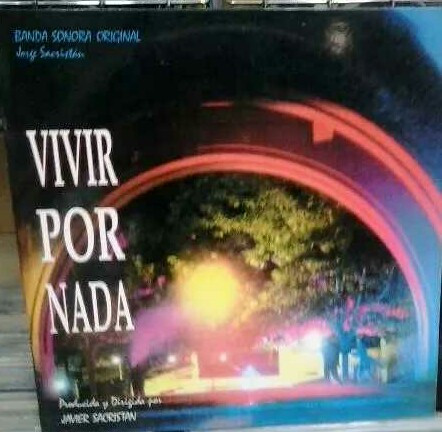 BANDA SONORA ORIGINAL
Jorge Sacristán
VIVIR
POR
NADA
Producida y Dirigida por
JAVIER SACRISTAN